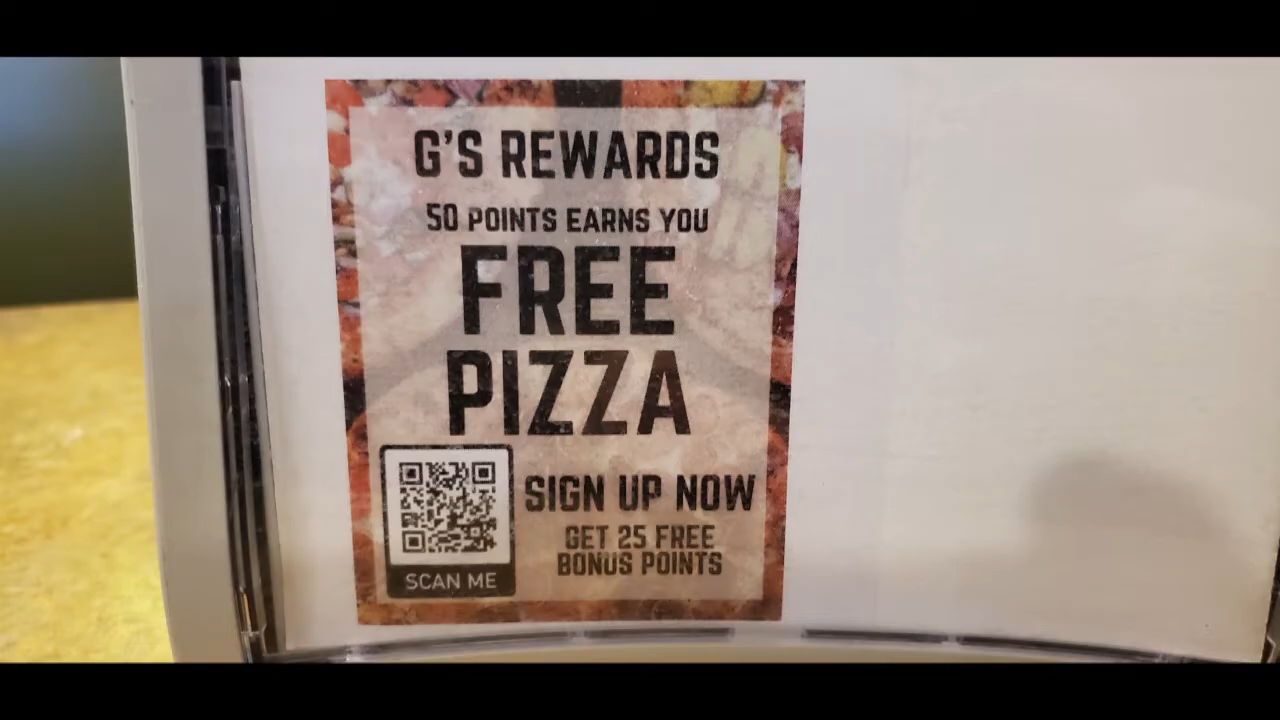 G'S REWARDS
50 POINTS EARNS YOU
FREE
PIZZA
SIGN UP NOW
GET 25 FREE
BONUS POINTS
SCAN ME